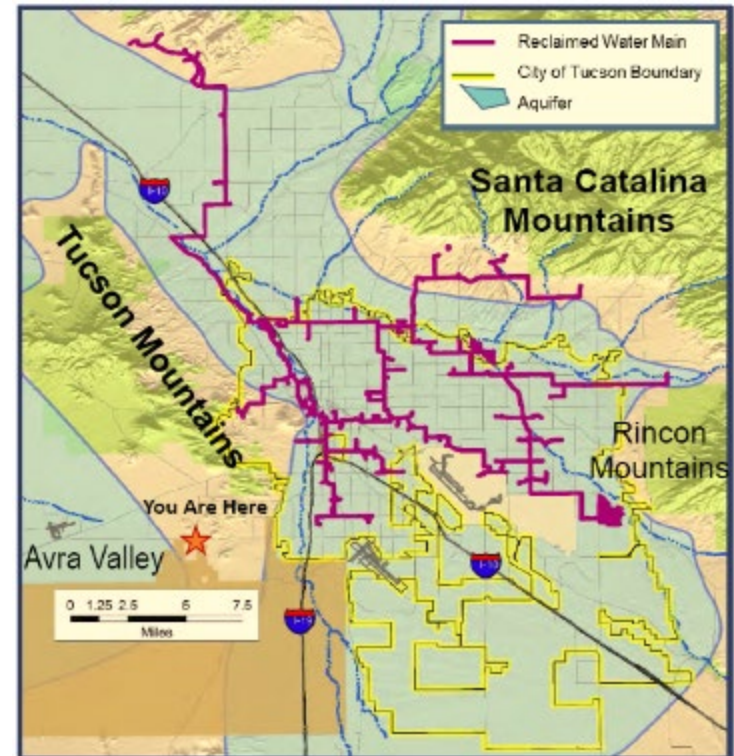 Reclaimed Water Main
City of Tucson Boundary
Aquifer
Santa Catalina
Mountains
I-10
Tucson Mountains
Rincon
Mountains
You Are Here
Avra Valley
0 1.25 2.5 5 7.5
Miles
I-10
I-19